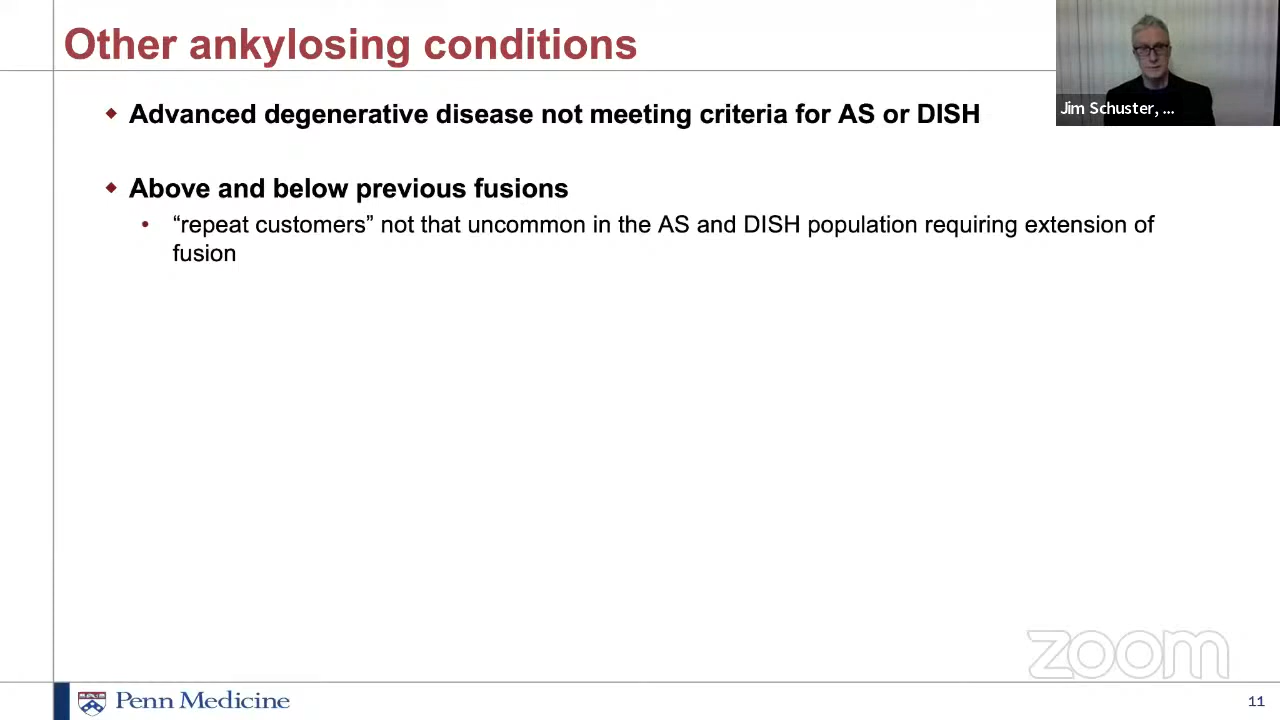 Other ankylosing conditions
Jim Schuster, ...
Advanced degenerative disease not meeting criteria for AS or DISH
Above and below previous fusions
“repeat customers” not that uncommon in the AS and DISH population requiring extension of
fusion
zoom
Penn Medicine
11